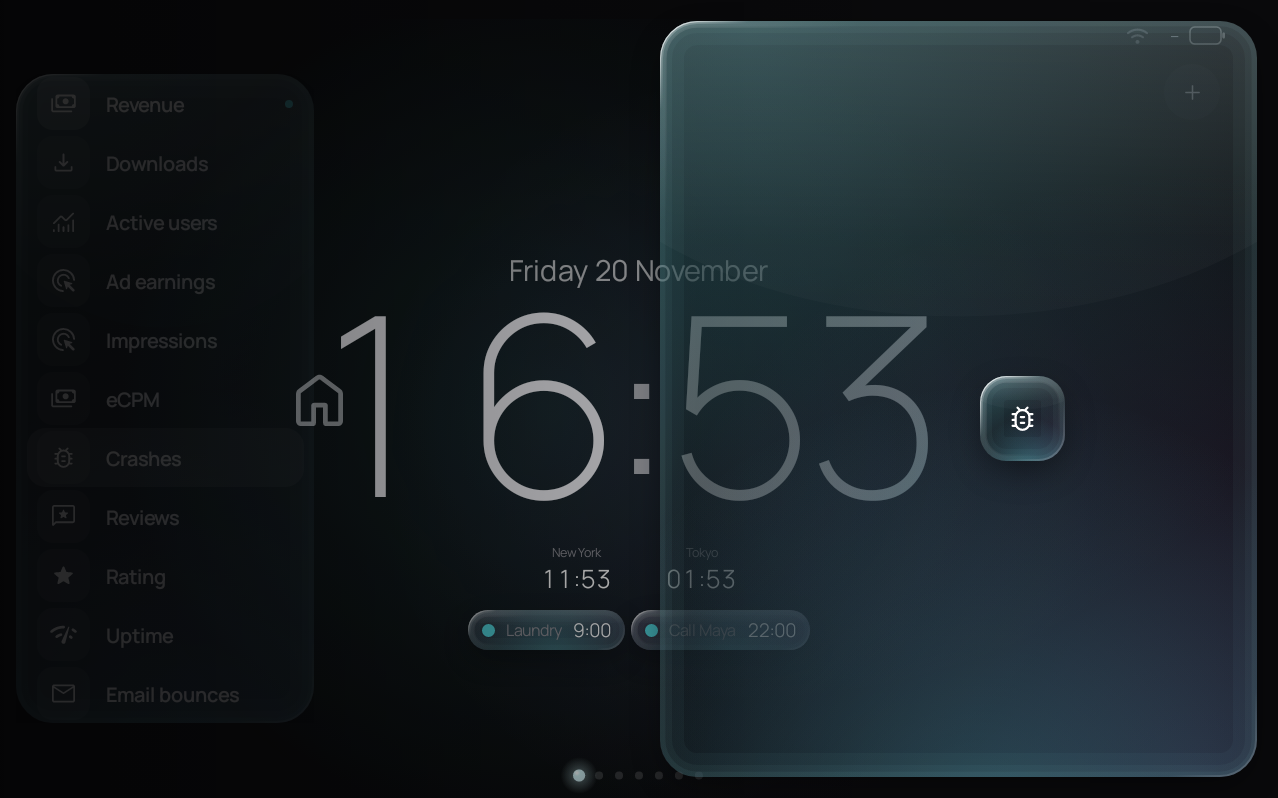 Revenue
Downloads
Active users
Ad earnings
Impressions
eCPM
Crashes
Reviews
Rating
Uptime
Email bounces
Friday 20 November
16:53
New York
11:53
Tokyo
01:53
Laundry 9:00
Call Maya 22:00